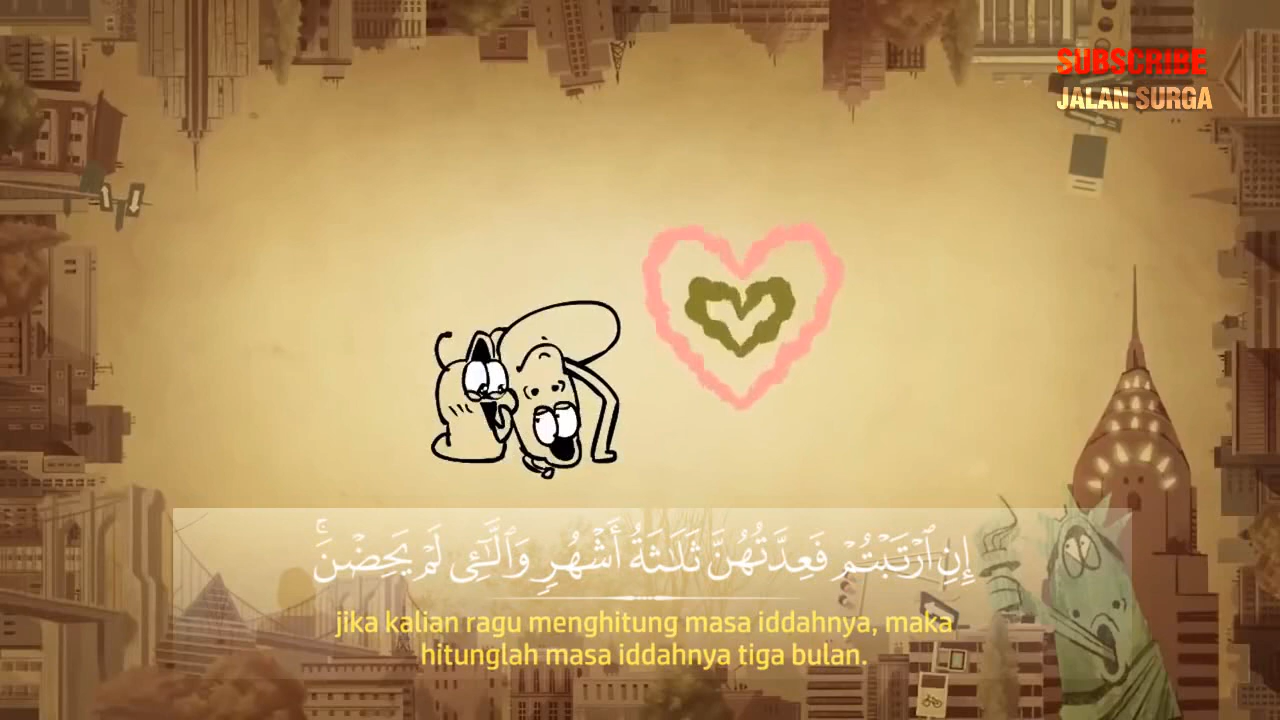 SUBSCRIBE
JALAN SURGA
إِنِ ٱرْتَبْتُمْ فَعِدَّتُهُنَّ ثَلَـٰثَةُ أَشْهُرٍ وَٱلَّـٰٓـِٔى لَمْ يَحِضْنَ ۚ
jika kalian ragu menghitung masa iddahnya, maka
hitunglah masa iddahnya tiga bulan.